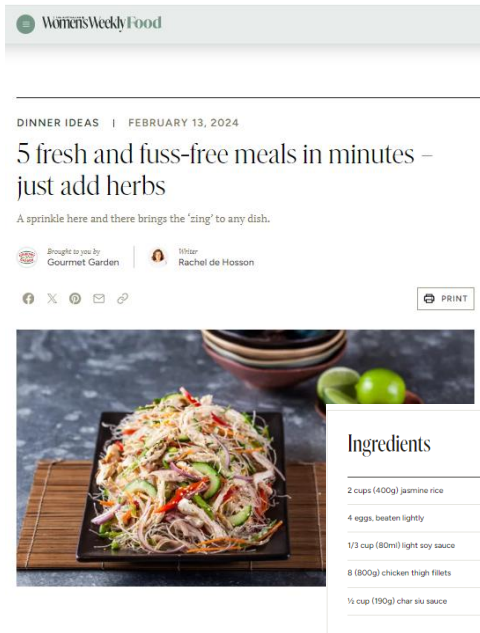 Women's Weekly Food
DINNER IDEAS | FEBRUARY 13, 2024
5 fresh and fuss-free meals in minutes –
just add herbs
A sprinkle here and there brings the ‘zing’ to any dish.
Brought to you by
Gourmet Garden
Writer
Rachel de Hosson
PRINT
Ingredients
2 cups (400g) jasmine rice
4 eggs, beaten lightly
1/3 cup (80ml) light soy sauce
8 (800g) chicken thigh fillets
½ cup (190g) char siu sauce